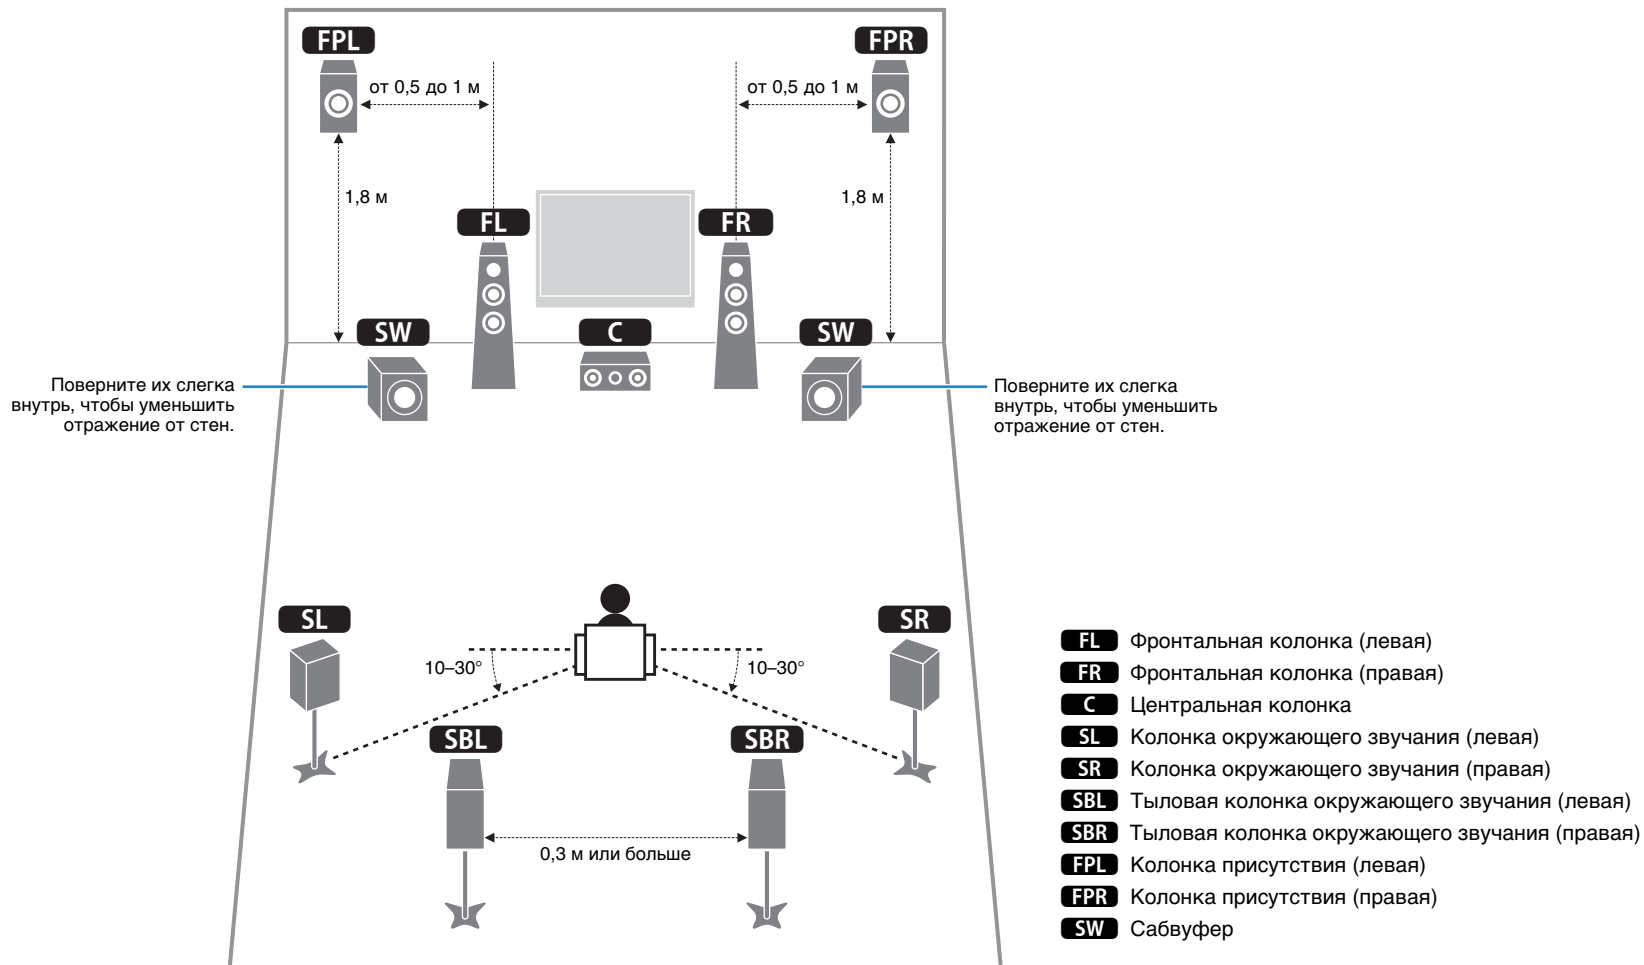 FPL
FPR
от 0,5 до 1 м
от 0,5 до 1 м
1,8 м
1,8 м
FL
FR
SW
C
SW
Поверните их слегка
внутрь, чтобы уменьшить
отражение от стен.
Поверните их слегка
внутрь, чтобы уменьшить
отражение от стен.
SL
SR
10–30°
10–30°
SBL
SBR
0,3 м или больше
FL Фронтальная колонка (левая)
FR Фронтальная колонка (правая)
C Центральная колонка
SL Колонка окружающего звучания (левая)
SR Колонка окружающего звучания (правая)
SBL Тыловая колонка окружающего звучания (левая)
SBR Тыловая колонка окружающего звучания (правая)
FPL Колонка присутствия (левая)
FPR Колонка присутствия (правая)
SW Сабвуфер